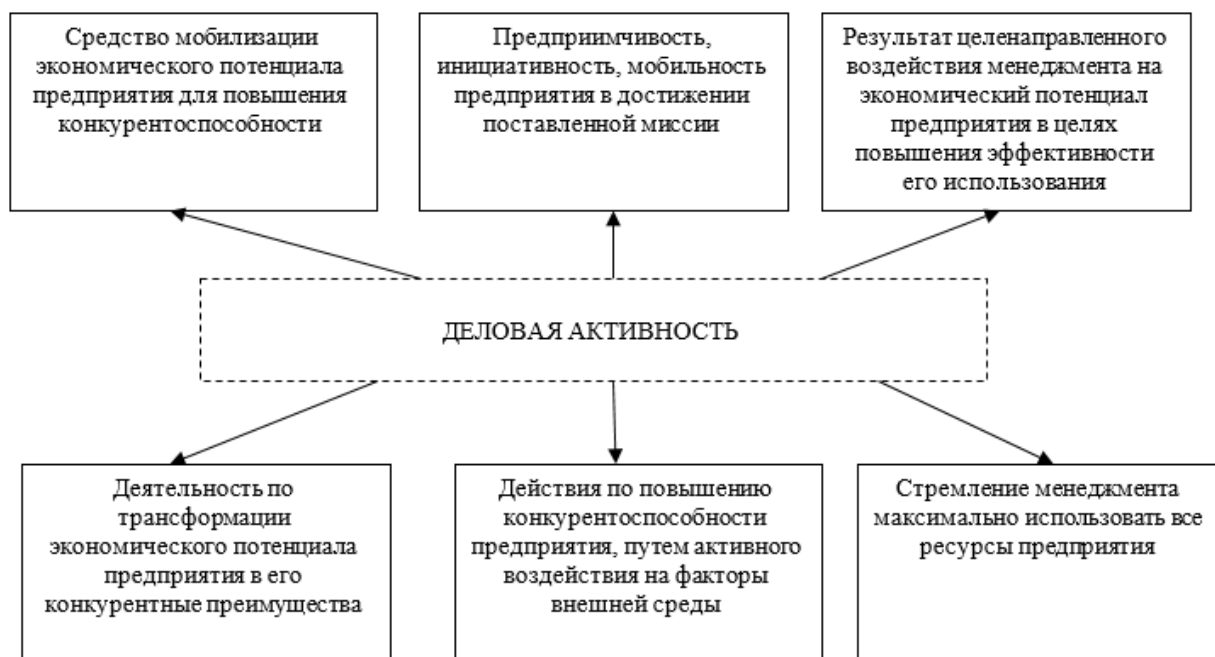 Средство мобилизации
экономического потенциала
предприятия для повышения
конкурентоспособности
Предприимчивость,
инициативность, мобильность
предприятия в достижении
поставленной миссии
Результат целенаправленного
воздействия менеджмента на
экономический потенциал
предприятия в целях
повышения эффективности
его использования
ДЕЛОВАЯ АКТИВНОСТЬ
Деятельность по
трансформации
экономического потенциала
предприятия в его
конкурентные преимущества
Действия по повышению
конкурентоспособности
предприятия, путем активного
воздействия на факторы
внешней среды
Стремление менеджмента
максимально использовать все
ресурсы предприятия